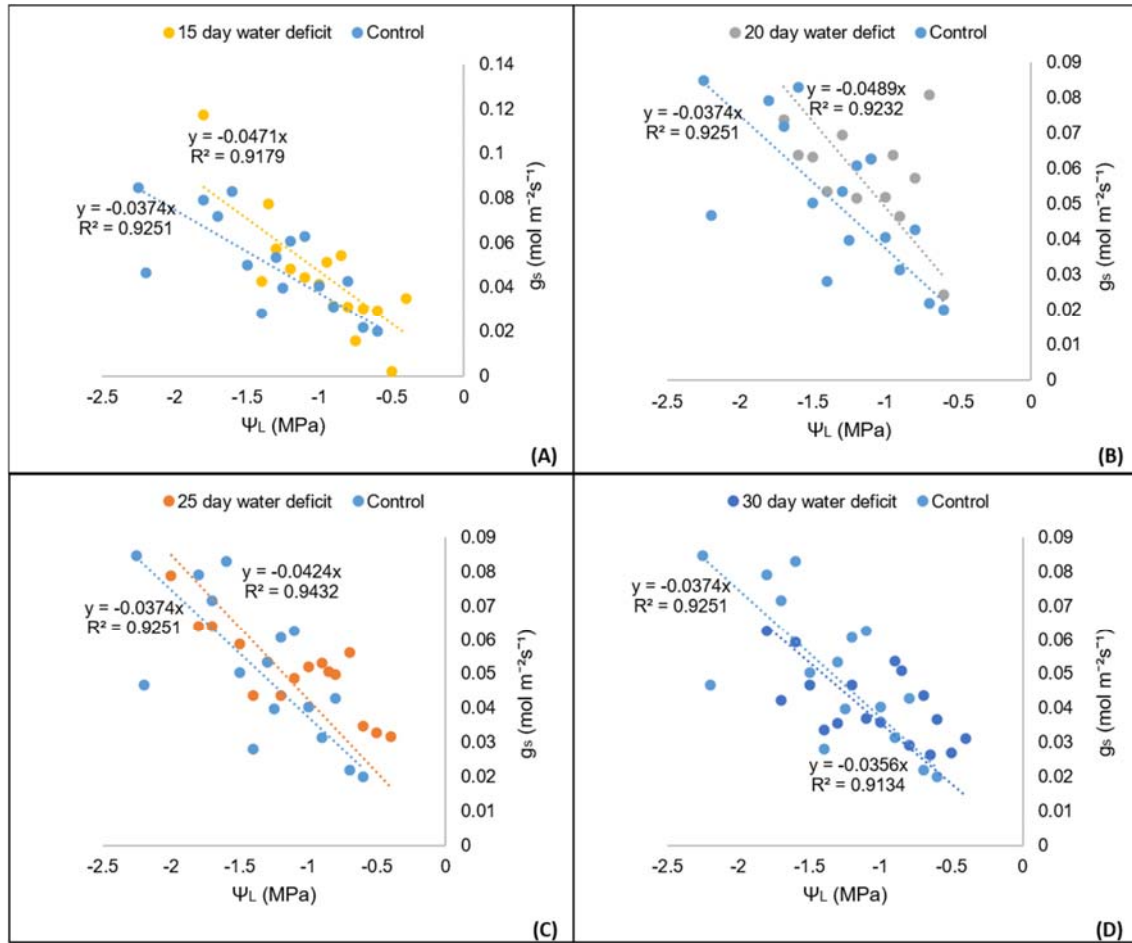 15 day water deficit Control
0.14
0.12
0.1
0.08
0.06
0.04
0.02
0
gs (mol m⁻²s⁻¹)
y = -0.0471x
R² = 0.9179
y = -0.0374x
R² = 0.9251
-2.5 -2 -1.5 -1 -0.5 0
ΨL (MPa)
(A)
20 day water deficit Control
0.09
0.08
0.07
0.06
0.05
0.04
0.03
0.02
0.01
0
gs (mol m⁻²s⁻¹)
y = -0.0489x
R² = 0.9232
y = -0.0374x
R² = 0.9251
-2.5 -2 -1.5 -1 -0.5 0
ΨL (MPa)
(B)
25 day water deficit Control
0.09
0.08
0.07
0.06
0.05
0.04
0.03
0.02
0.01
0
gs (mol m⁻²s⁻¹)
y = -0.0424x
R² = 0.9432
y = -0.0374x
R² = 0.9251
-2.5 -2 -1.5 -1 -0.5 0
ΨL (MPa)
(C)
30 day water deficit Control
0.09
0.08
0.07
0.06
0.05
0.04
0.03
0.02
0.01
0
gs (mol m⁻²s⁻¹)
y = -0.0374x
R² = 0.9251
y = -0.0356x
R² = 0.9134
-2.5 -2 -1.5 -1 -0.5 0
ΨL (MPa)
(D)